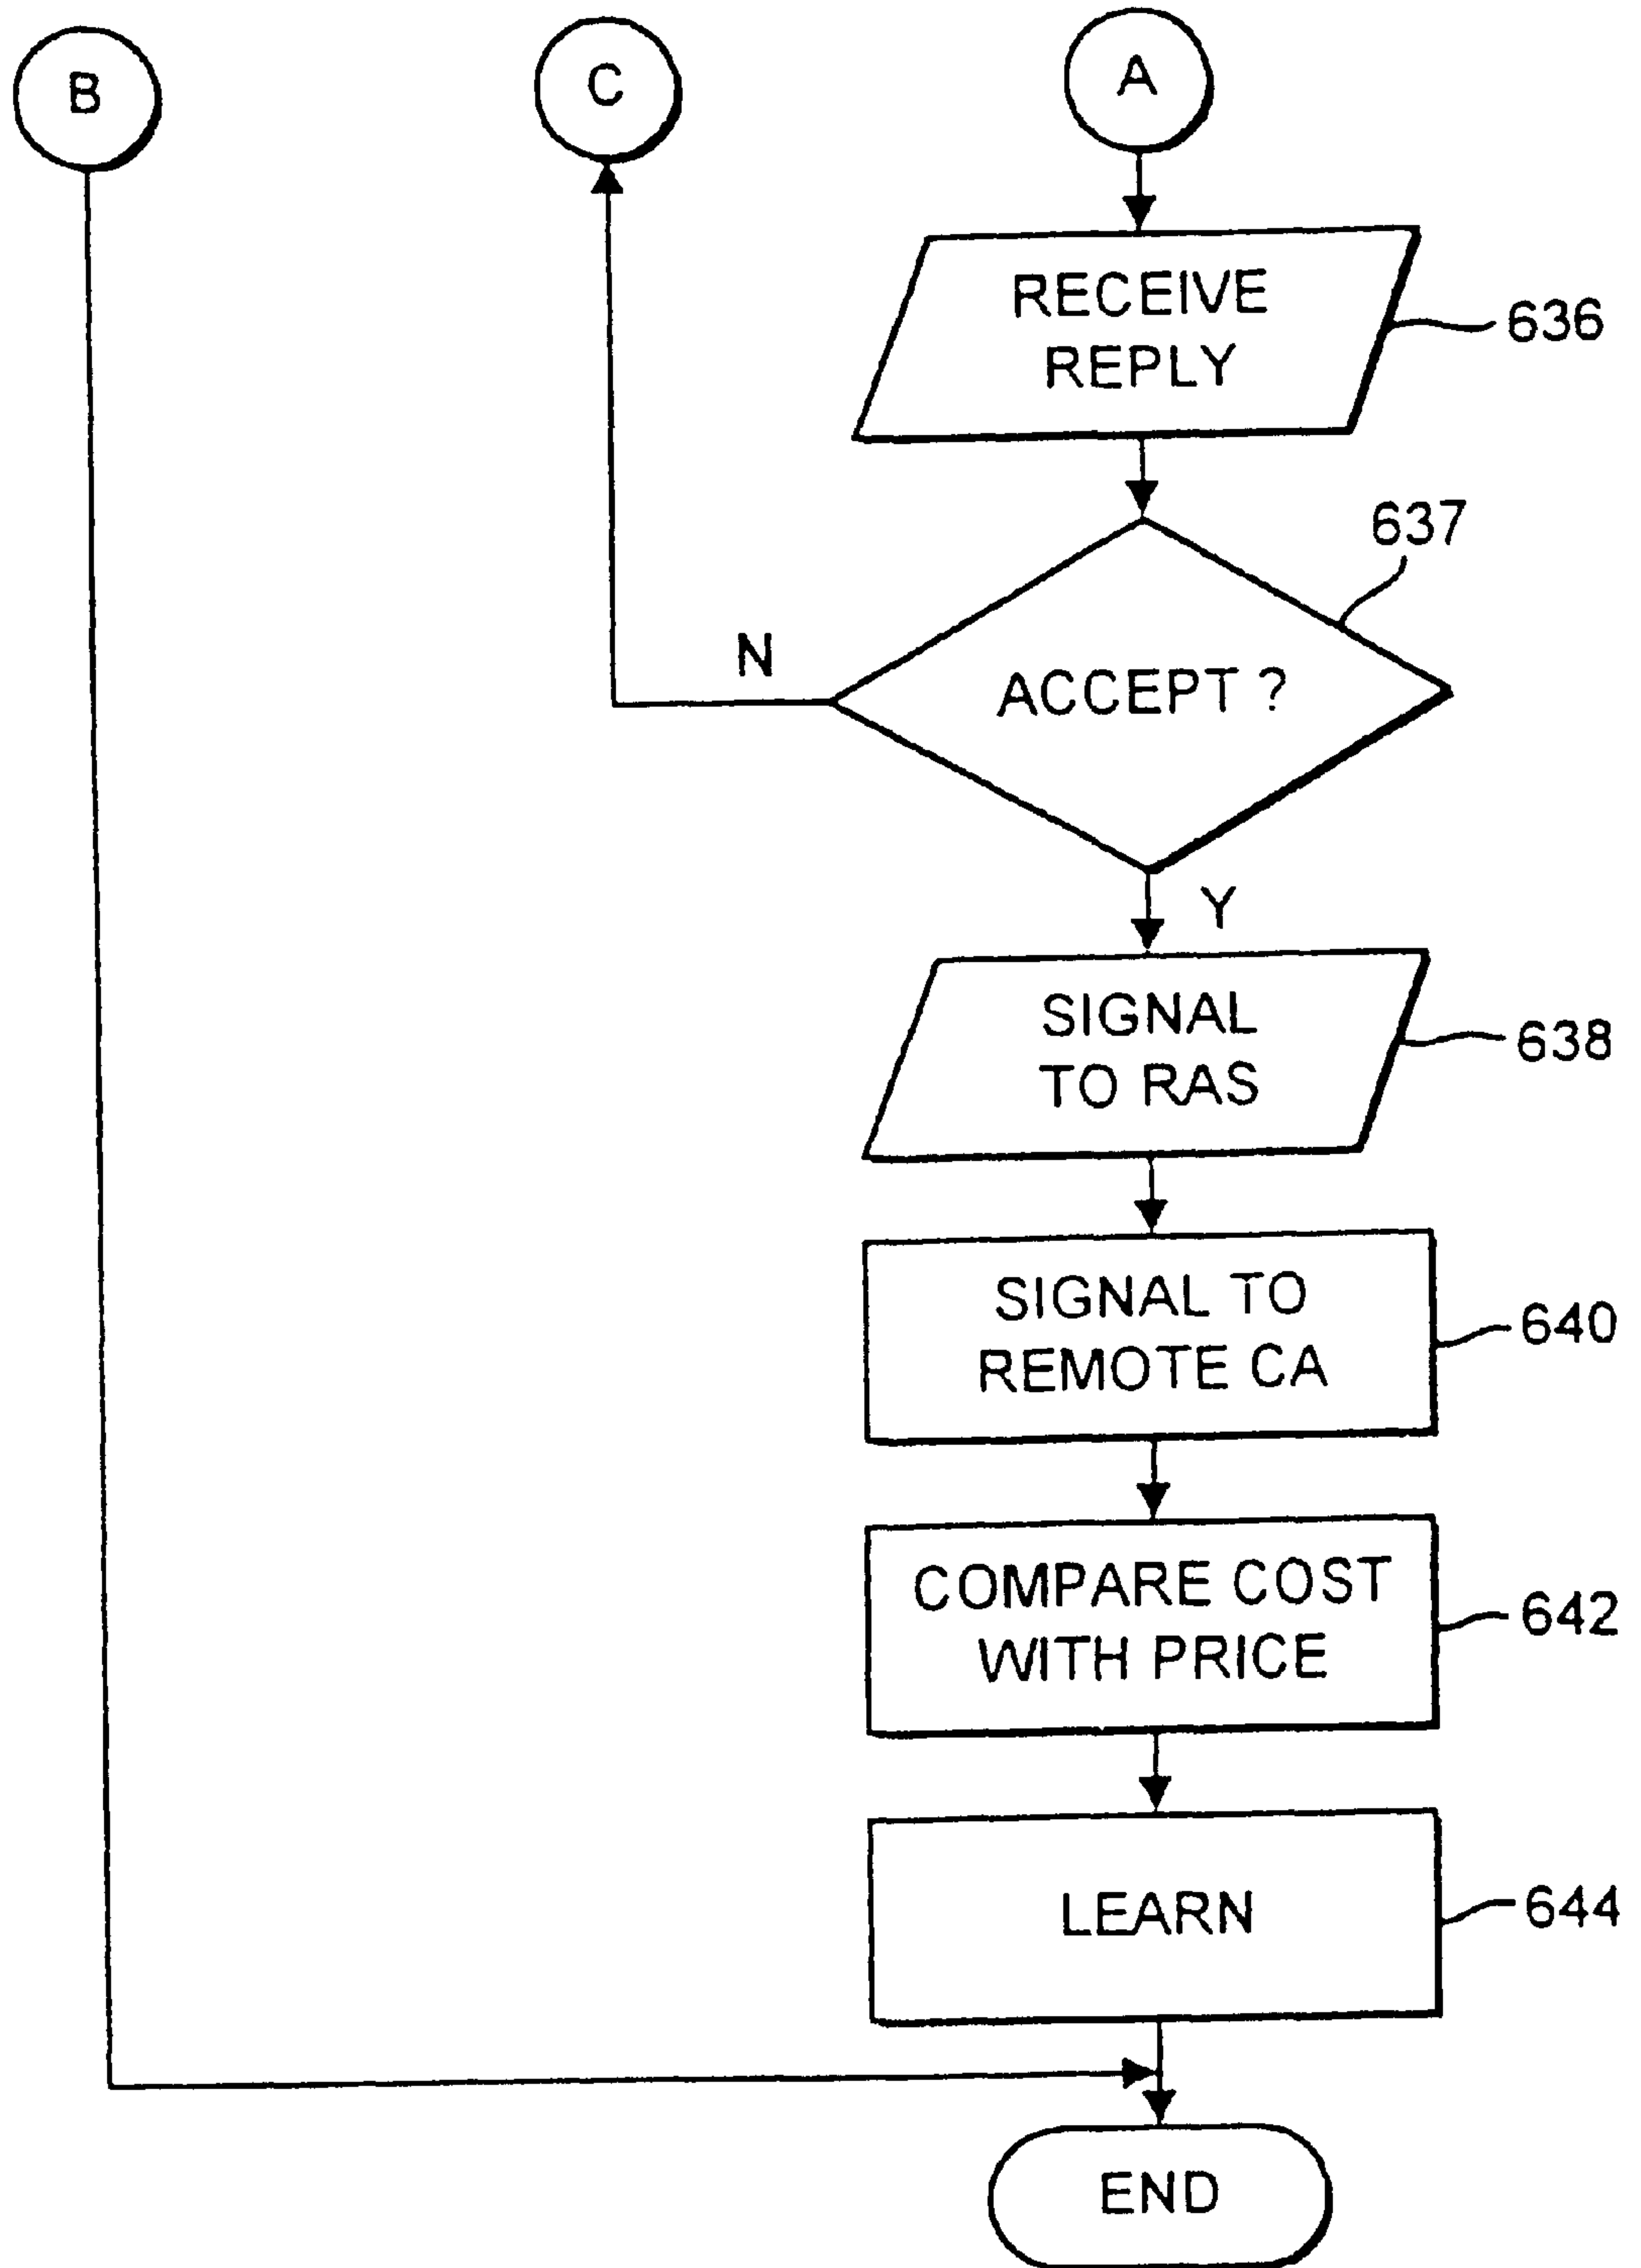 B
C
A
RECEIVE
REPLY
636
637
N
ACCEPT ?
Y
SIGNAL
TO RAS
638
SIGNAL TO
REMOTE CA
640
COMPARE COST
WITH PRICE
642
LEARN
644
END